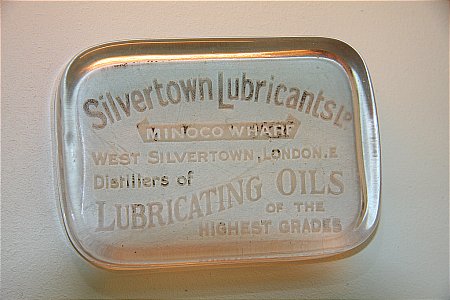 Silvertown Lubricants Ld
MINOCO WHARF
WEST SILVERTOWN, LONDON. E
Distillers of
LUBRICATING OILS
OF THE
HIGHEST GRADES